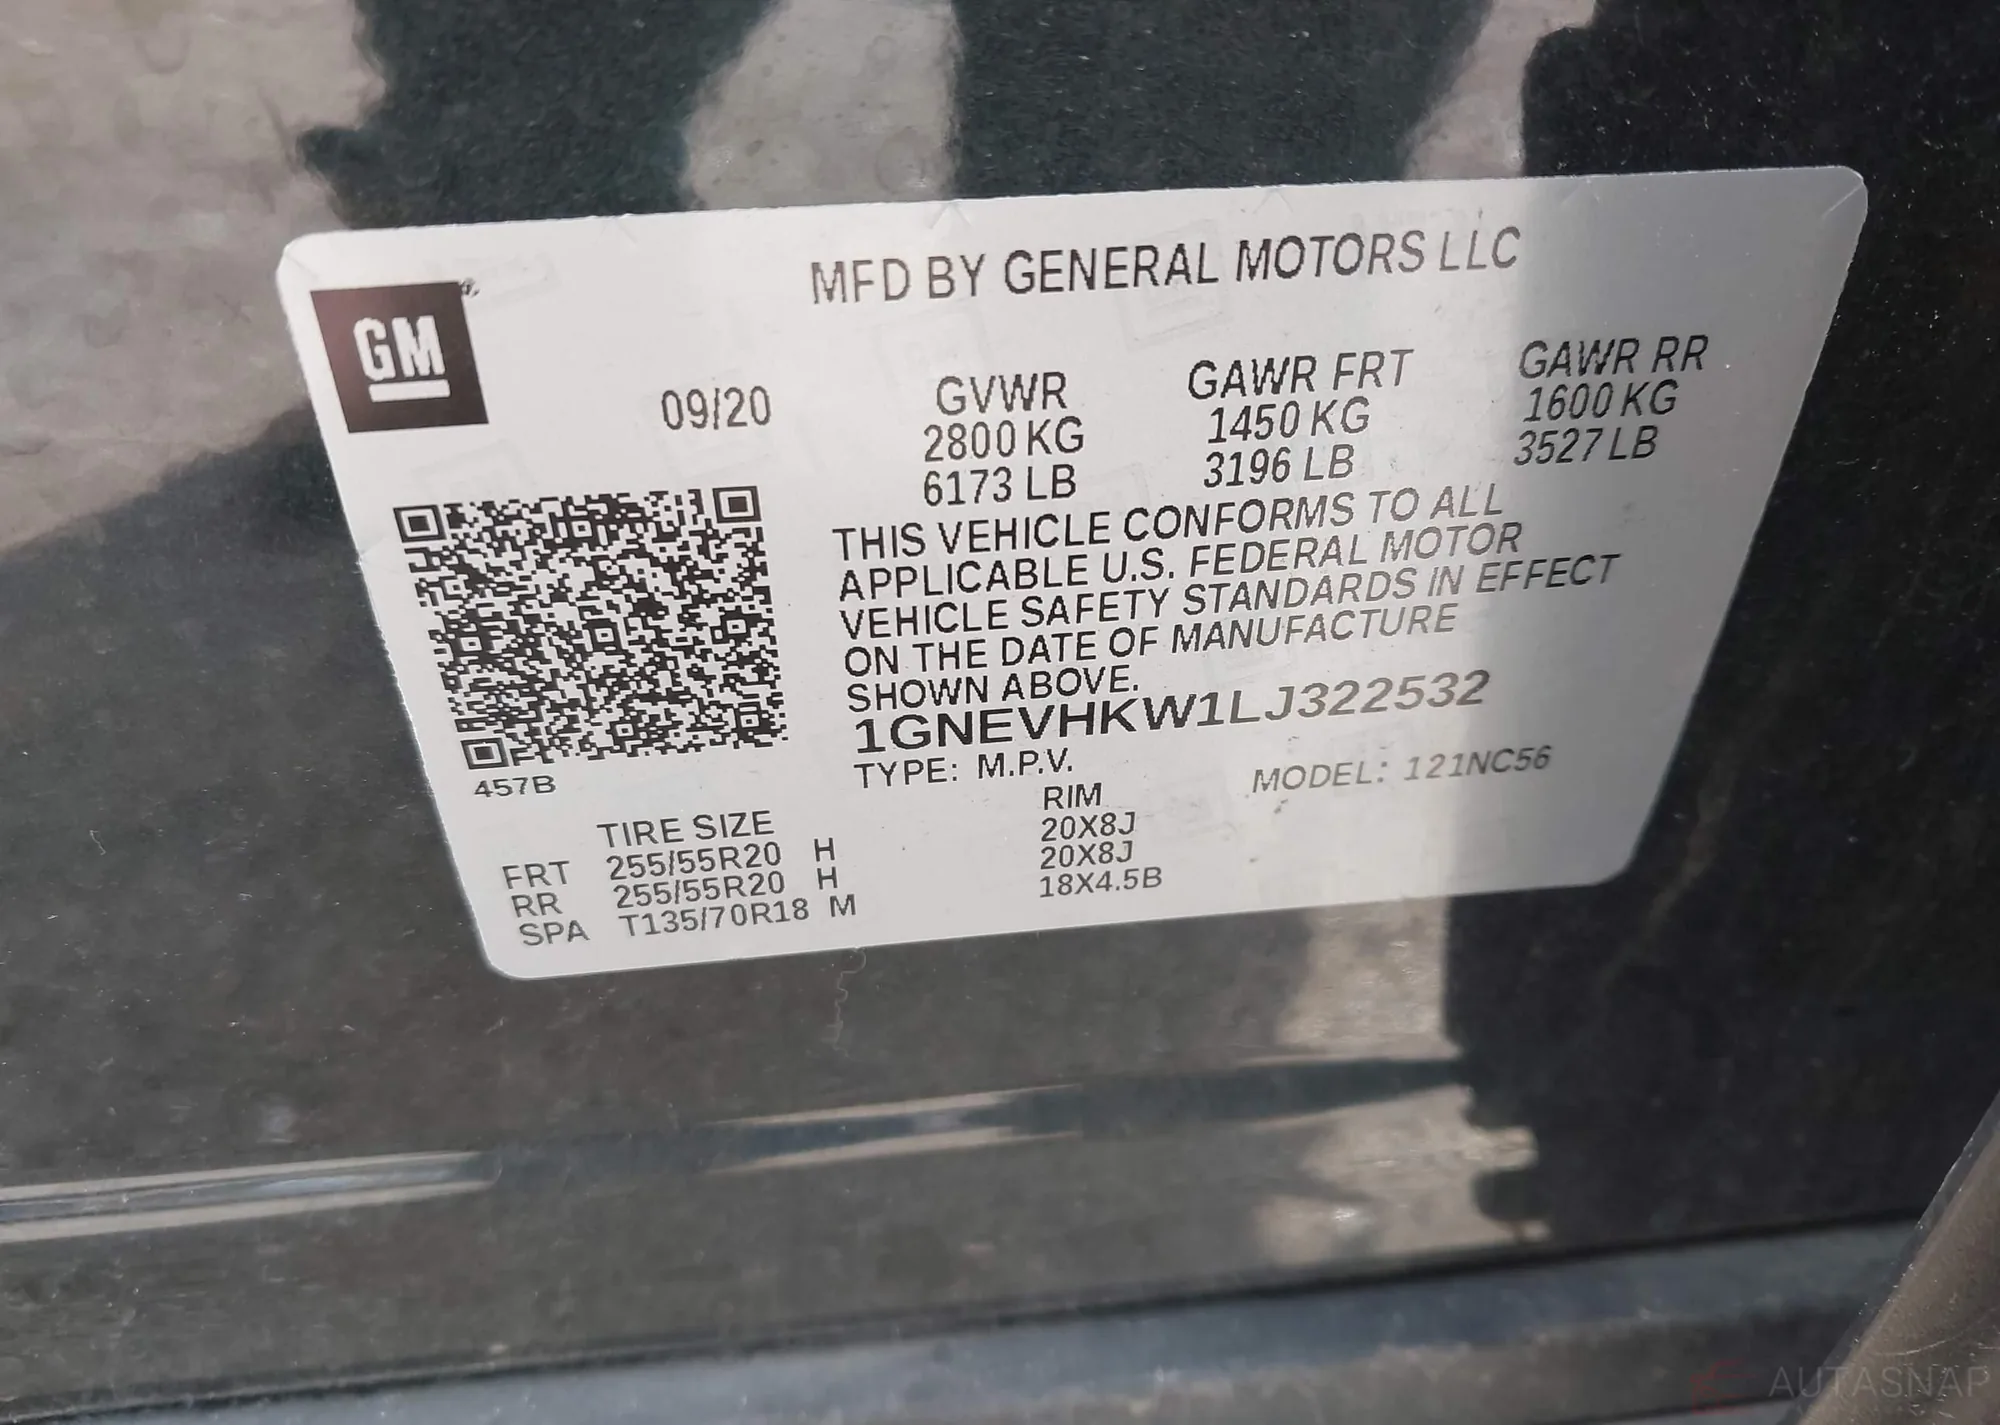 MFD BY GENERAL MOTORS LLC
GM
09/20
GVWR GAWR FRT GAWR RR
2800 KG 1450 KG 1600 KG
6173 LB 3196 LB 3527 LB
THIS VEHICLE CONFORMS TO ALL
APPLICABLE U.S. FEDERAL MOTOR
VEHICLE SAFETY STANDARDS IN EFFECT
ON THE DATE OF MANUFACTURE
SHOWN ABOVE.
1GNEVHKW1LJ322532
457B
TYPE: M.P.V. MODEL: 121NC56
TIRE SIZE RIM
FRT 255/55R20 H 20X8J
RR 255/55R20 H 20X8J
SPA T135/70R18 M 18X4.5B
AUTASNAP